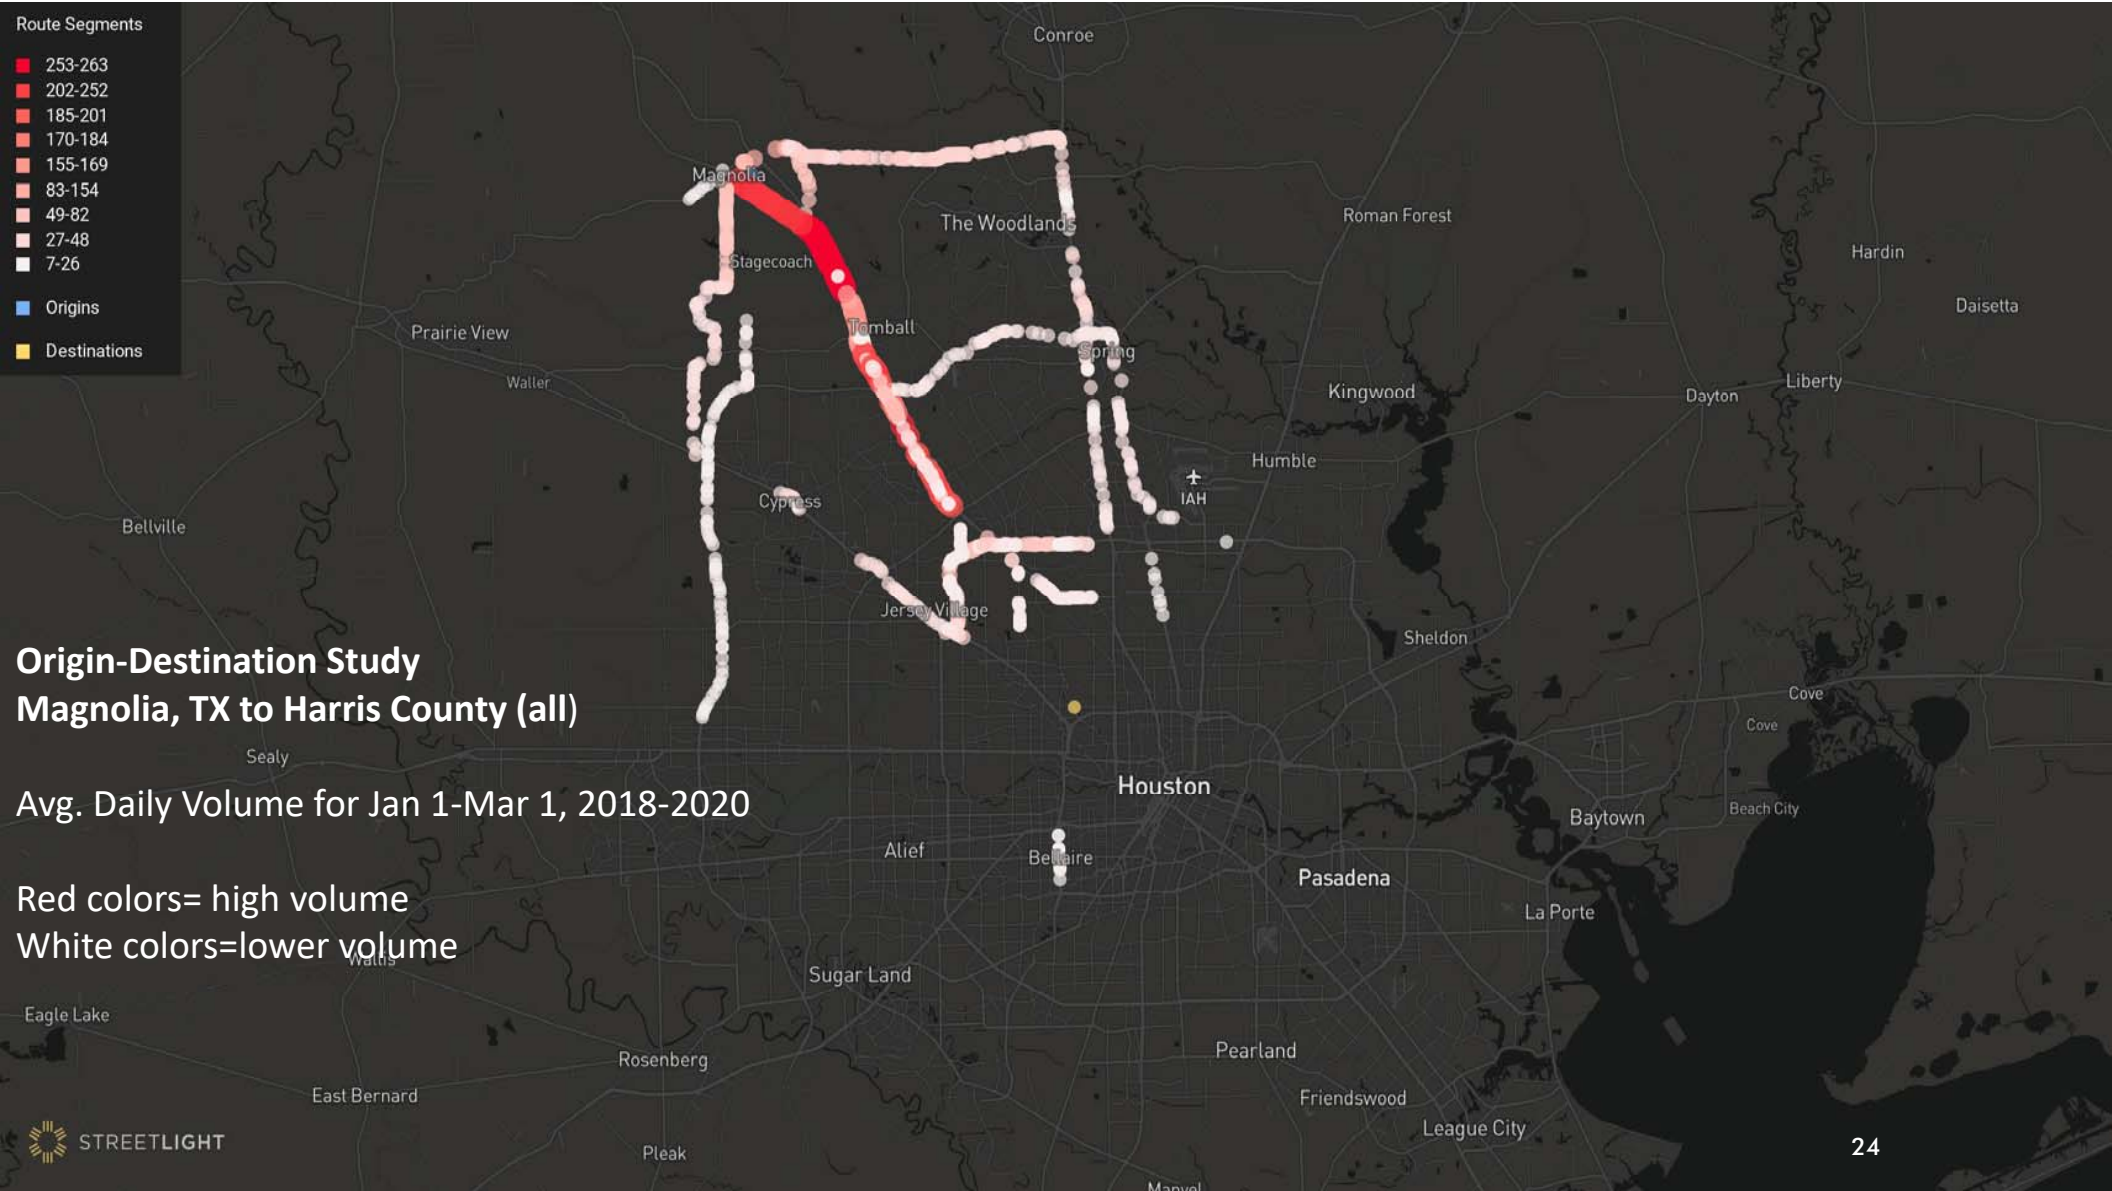 Route Segments
253-263
202-252
185-201
170-184
155-169
83-154
49-82
27-48
7-26
Origins
Destinations
Conroe
Magnolia
The Woodlands
Roman Forest
Hardin
Stagecoach
Daisetta
Prairie View
Tomball
Spring
Waller
Kingwood
Dayton
Liberty
Humble
IAH
Cypress
Bellville
Jersey Village
Sheldon
Origin-Destination Study
Magnolia, TX to Harris County (all)
Cove
Cove
Sealy
Houston
Avg. Daily Volume for Jan 1-Mar 1, 2018-2020
Beach City
Baytown
Alief
Bellaire
Pasadena
Red colors= high volume
La Porte
White colors=lower volume
Wallis
Sugar Land
Eagle Lake
Rosenberg
Pearland
East Bernard
Friendswood
League City
STREETLIGHT
Pleak
24
Manvel